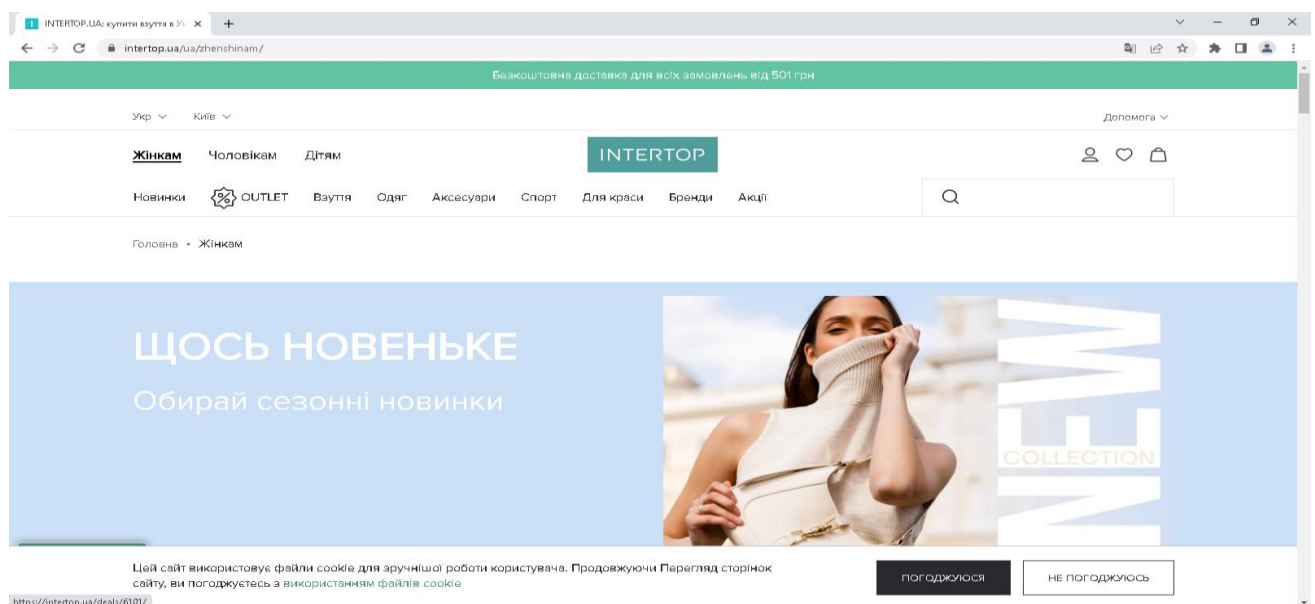 INTERTOP.UA: купити взуття в Ук
intertop.ua/ua/zhenshinam/
Безкоштовна доставка для всіх замовлень від 501 грн
Укр Київ Допомога
Жінкам Чоловікам Дітям INTERTOP
Новинки OUTLET Взуття Одяг Аксесуари Спорт Для краси Бренди Акції
Головна • Жінкам
ЩОСЬ НОВЕНЬКЕ
Обирай сезонні новинки
NEW
COLLECTION
Цей сайт використовує файли cookie для зручнішої роботи користувача. Продовжуючи Перегляд сторінок
сайту, ви погоджуєтесь з використанням файлів cookie
ПОГОДЖУЮСЯ НЕ ПОГОДЖУЮСЬ
https://intertop.ua/deals/6101/